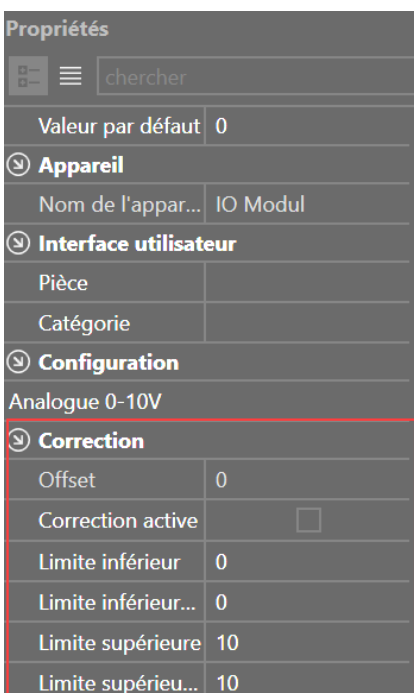 Propriétés
chercher
Valeur par défaut 0
Appareil
Nom de l'appar... IO Modul
Interface utilisateur
Pièce
Catégorie
Configuration
Analogue 0-10V
Correction
Offset 0
Correction active
Limite inférieur 0
Limite inférieur... 0
Limite supérieure 10
Limite supérieu... 10